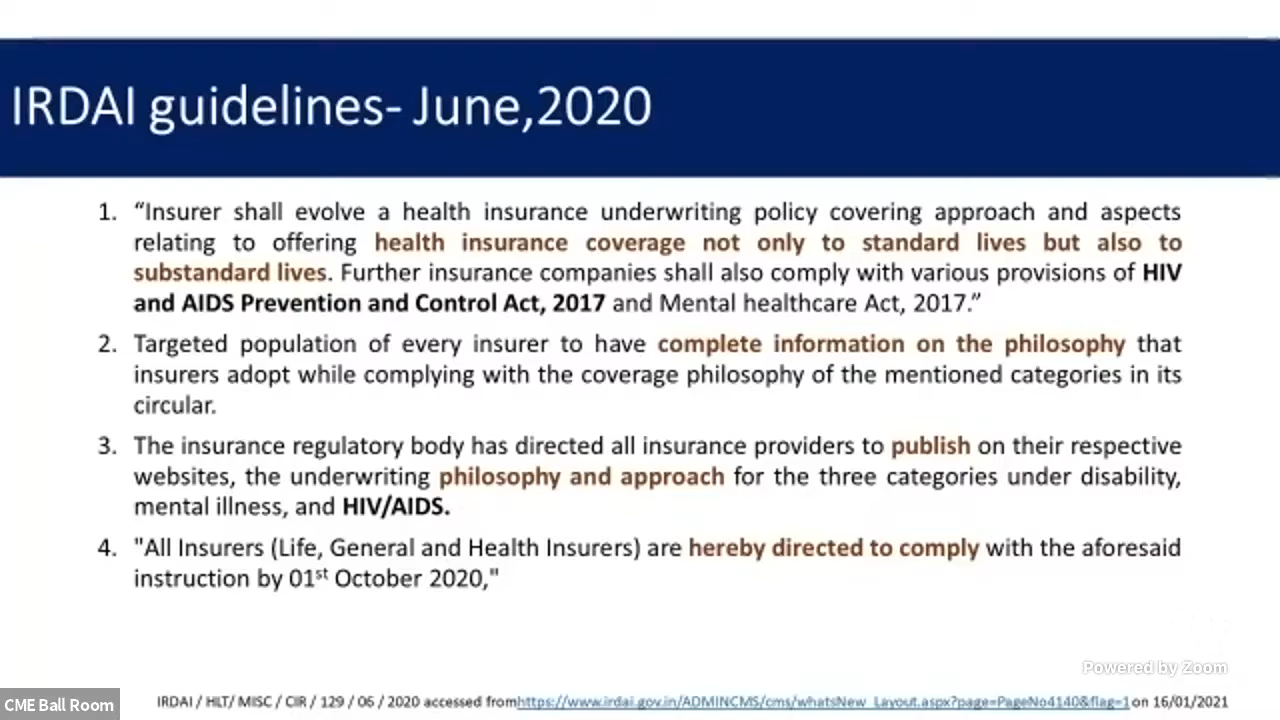 IRDAI guidelines- June,2020
1. “Insurer shall evolve a health insurance underwriting policy covering approach and aspects
relating to offering health insurance coverage not only to standard lives but also to
substandard lives. Further insurance companies shall also comply with various provisions of HIV
and AIDS Prevention and Control Act, 2017 and Mental healthcare Act, 2017.”
2. Targeted population of every insurer to have complete information on the philosophy that
insurers adopt while complying with the coverage philosophy of the mentioned categories in its
circular.
3. The insurance regulatory body has directed all insurance providers to publish on their respective
websites, the underwriting philosophy and approach for the three categories under disability,
mental illness, and HIV/AIDS.
4. "All Insurers (Life, General and Health Insurers) are hereby directed to comply with the aforesaid
instruction by 01st October 2020,"
Powered by Zoom
CME Ball Room
IRDAI / HLT/ MISC / CIR / 129 / 06 / 2020 accessed fromhttps://www.irdai.gov.in/ADMINCMS/cms/whatsNew_Layout.aspx?page=PageNo4140&flag=1 on 16/01/2021